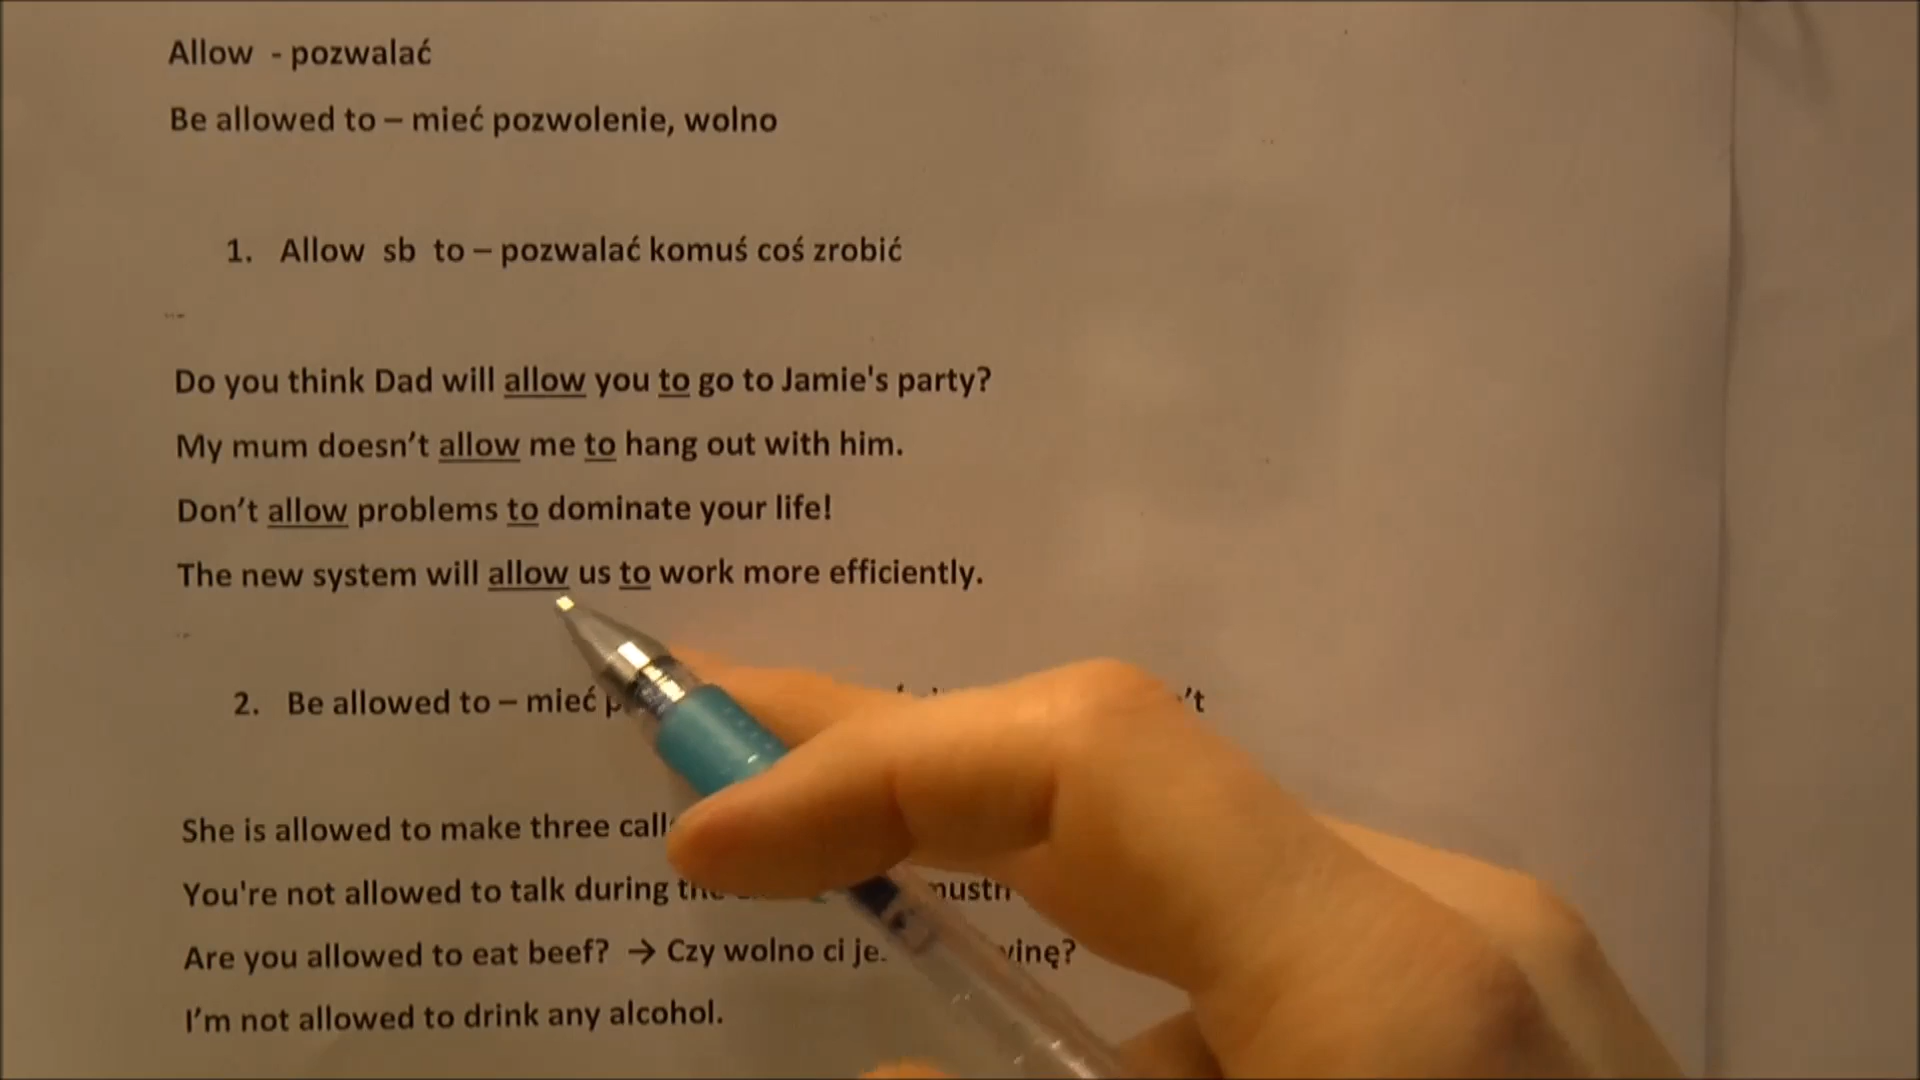 Allow - pozwalać
Be allowed to – mieć pozwolenie, wolno
1. Allow sb to – pozwalać komuś coś zrobić
Do you think Dad will allow you to go to Jamie's party?
My mum doesn’t allow me to hang out with him.
Don’t allow problems to dominate your life!
The new system will allow us to work more efficiently.
2. Be allowed to – mieć
She is allowed to make three
You're not allowed to talk during
Are you allowed to eat beef? → Czy wolno ci
I’m not allowed to drink any alcohol.